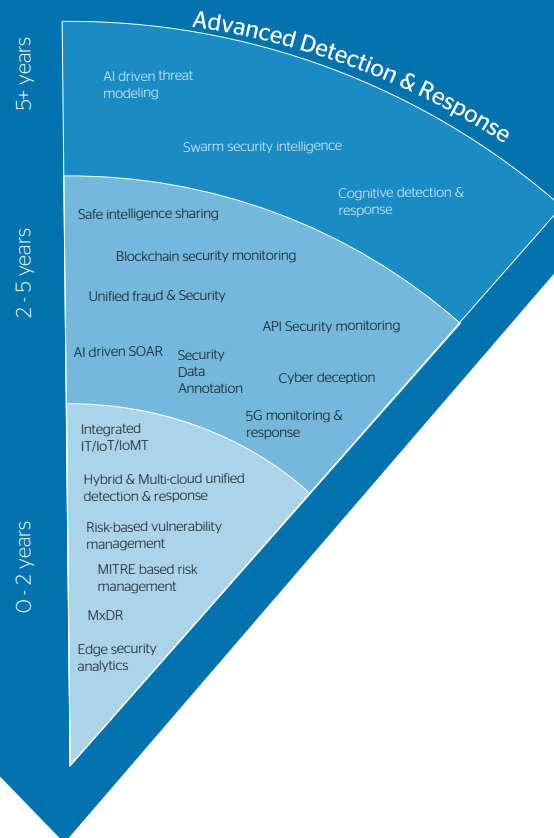 Advanced Detection & Response
5+ years
AI driven threat
modeling
Swarm security intelligence
Cognitive detection &
response
2 - 5 years
Safe intelligence sharing
Blockchain security monitoring
Unified fraud & Security
API Security monitoring
AI driven SOAR
Security
Data
Annotation
Cyber deception
5G monitoring &
response
0 - 2 years
Integrated
IT/IoT/IoMT
Hybrid & Multi-cloud unified
detection & response
Risk-based vulnerability
management
MITRE based risk
management
MxDR
Edge security
analytics